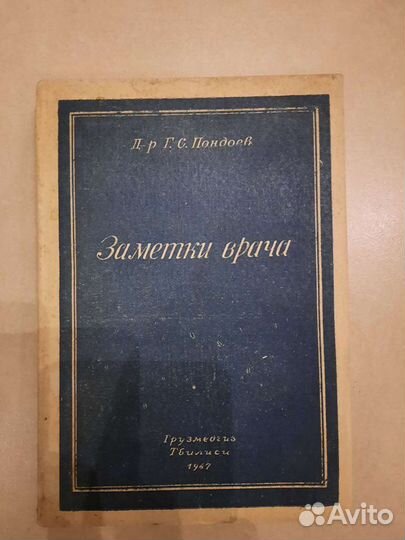 Д-р Г.С. Пондоев
Заметки врача
Грузмедгиз
Тбилиси
1947
Avito